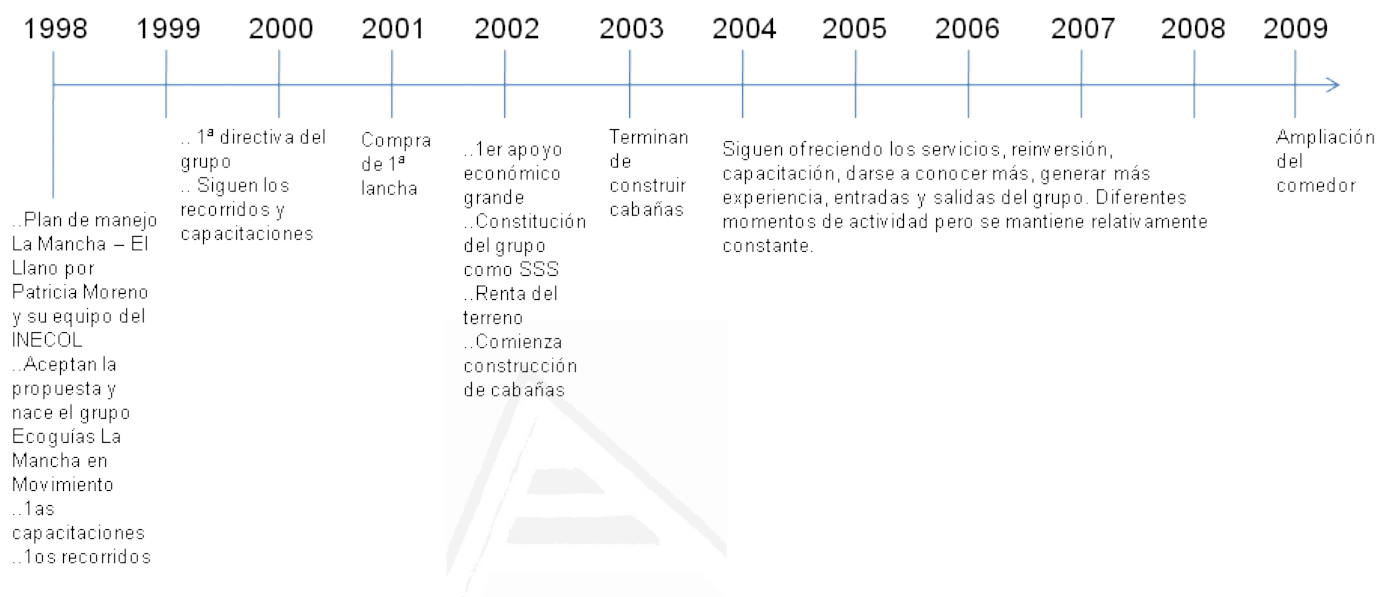 1998 1999 2000 2001 2002 2003 2004 2005 2006 2007 2008 2009
..Plan de manejo
La Mancha – El
Llano por
Patricia Moreno
y su equipo del
INECOL
..Aceptan la
propuesta y
nace el grupo
Ecoguías La
Mancha en
Movimiento
..1as
capacitaciones
..1os recorridos
.. 1ª directiva del
grupo
.. Siguen los
recorridos y
capacitaciones
Compra
de 1ª
lancha
..1er apoyo
económico
grande
..Constitución
del grupo
como SSS
..Renta del
terreno
..Comienza
construcción
de cabañas
Terminan
de
construir
cabañas
Siguen ofreciendo los servicios, reinversión,
capacitación, darse a conocer más, generar más
experiencia, entradas y salidas del grupo. Diferentes
momentos de actividad pero se mantiene relativamente
constante.
Ampliación
del
comedor